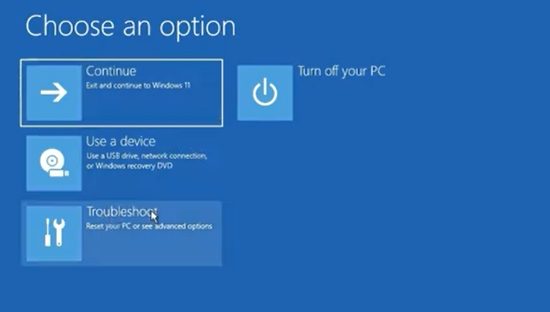 Choose an option
Continue
Exit and continue to Windows 11
Turn off your PC
Use a device
Use a USB drive, network connection,
or Windows recovery DVD
Troubleshoot
Reset your PC or see advanced options